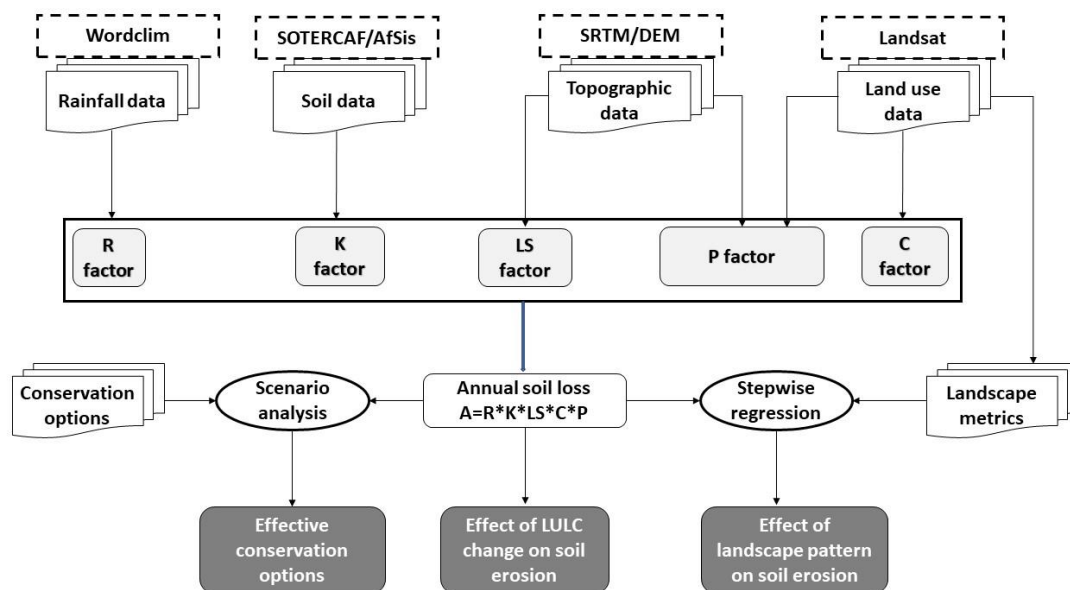 Wordclim
SOTERCAF/AfSis
SRTM/DEM
Landsat
Rainfall data
Soil data
Topographic
data
Land use
data
R
factor
K
factor
LS
factor
P factor
C
factor
Conservation
options
Scenario
analysis
Annual soil loss
A=R*K*LS*C*P
Stepwise
regression
Landscape
metrics
Effective
conservation
options
Effect of LULC
change on soil
erosion
Effect of
landscape pattern
on soil erosion